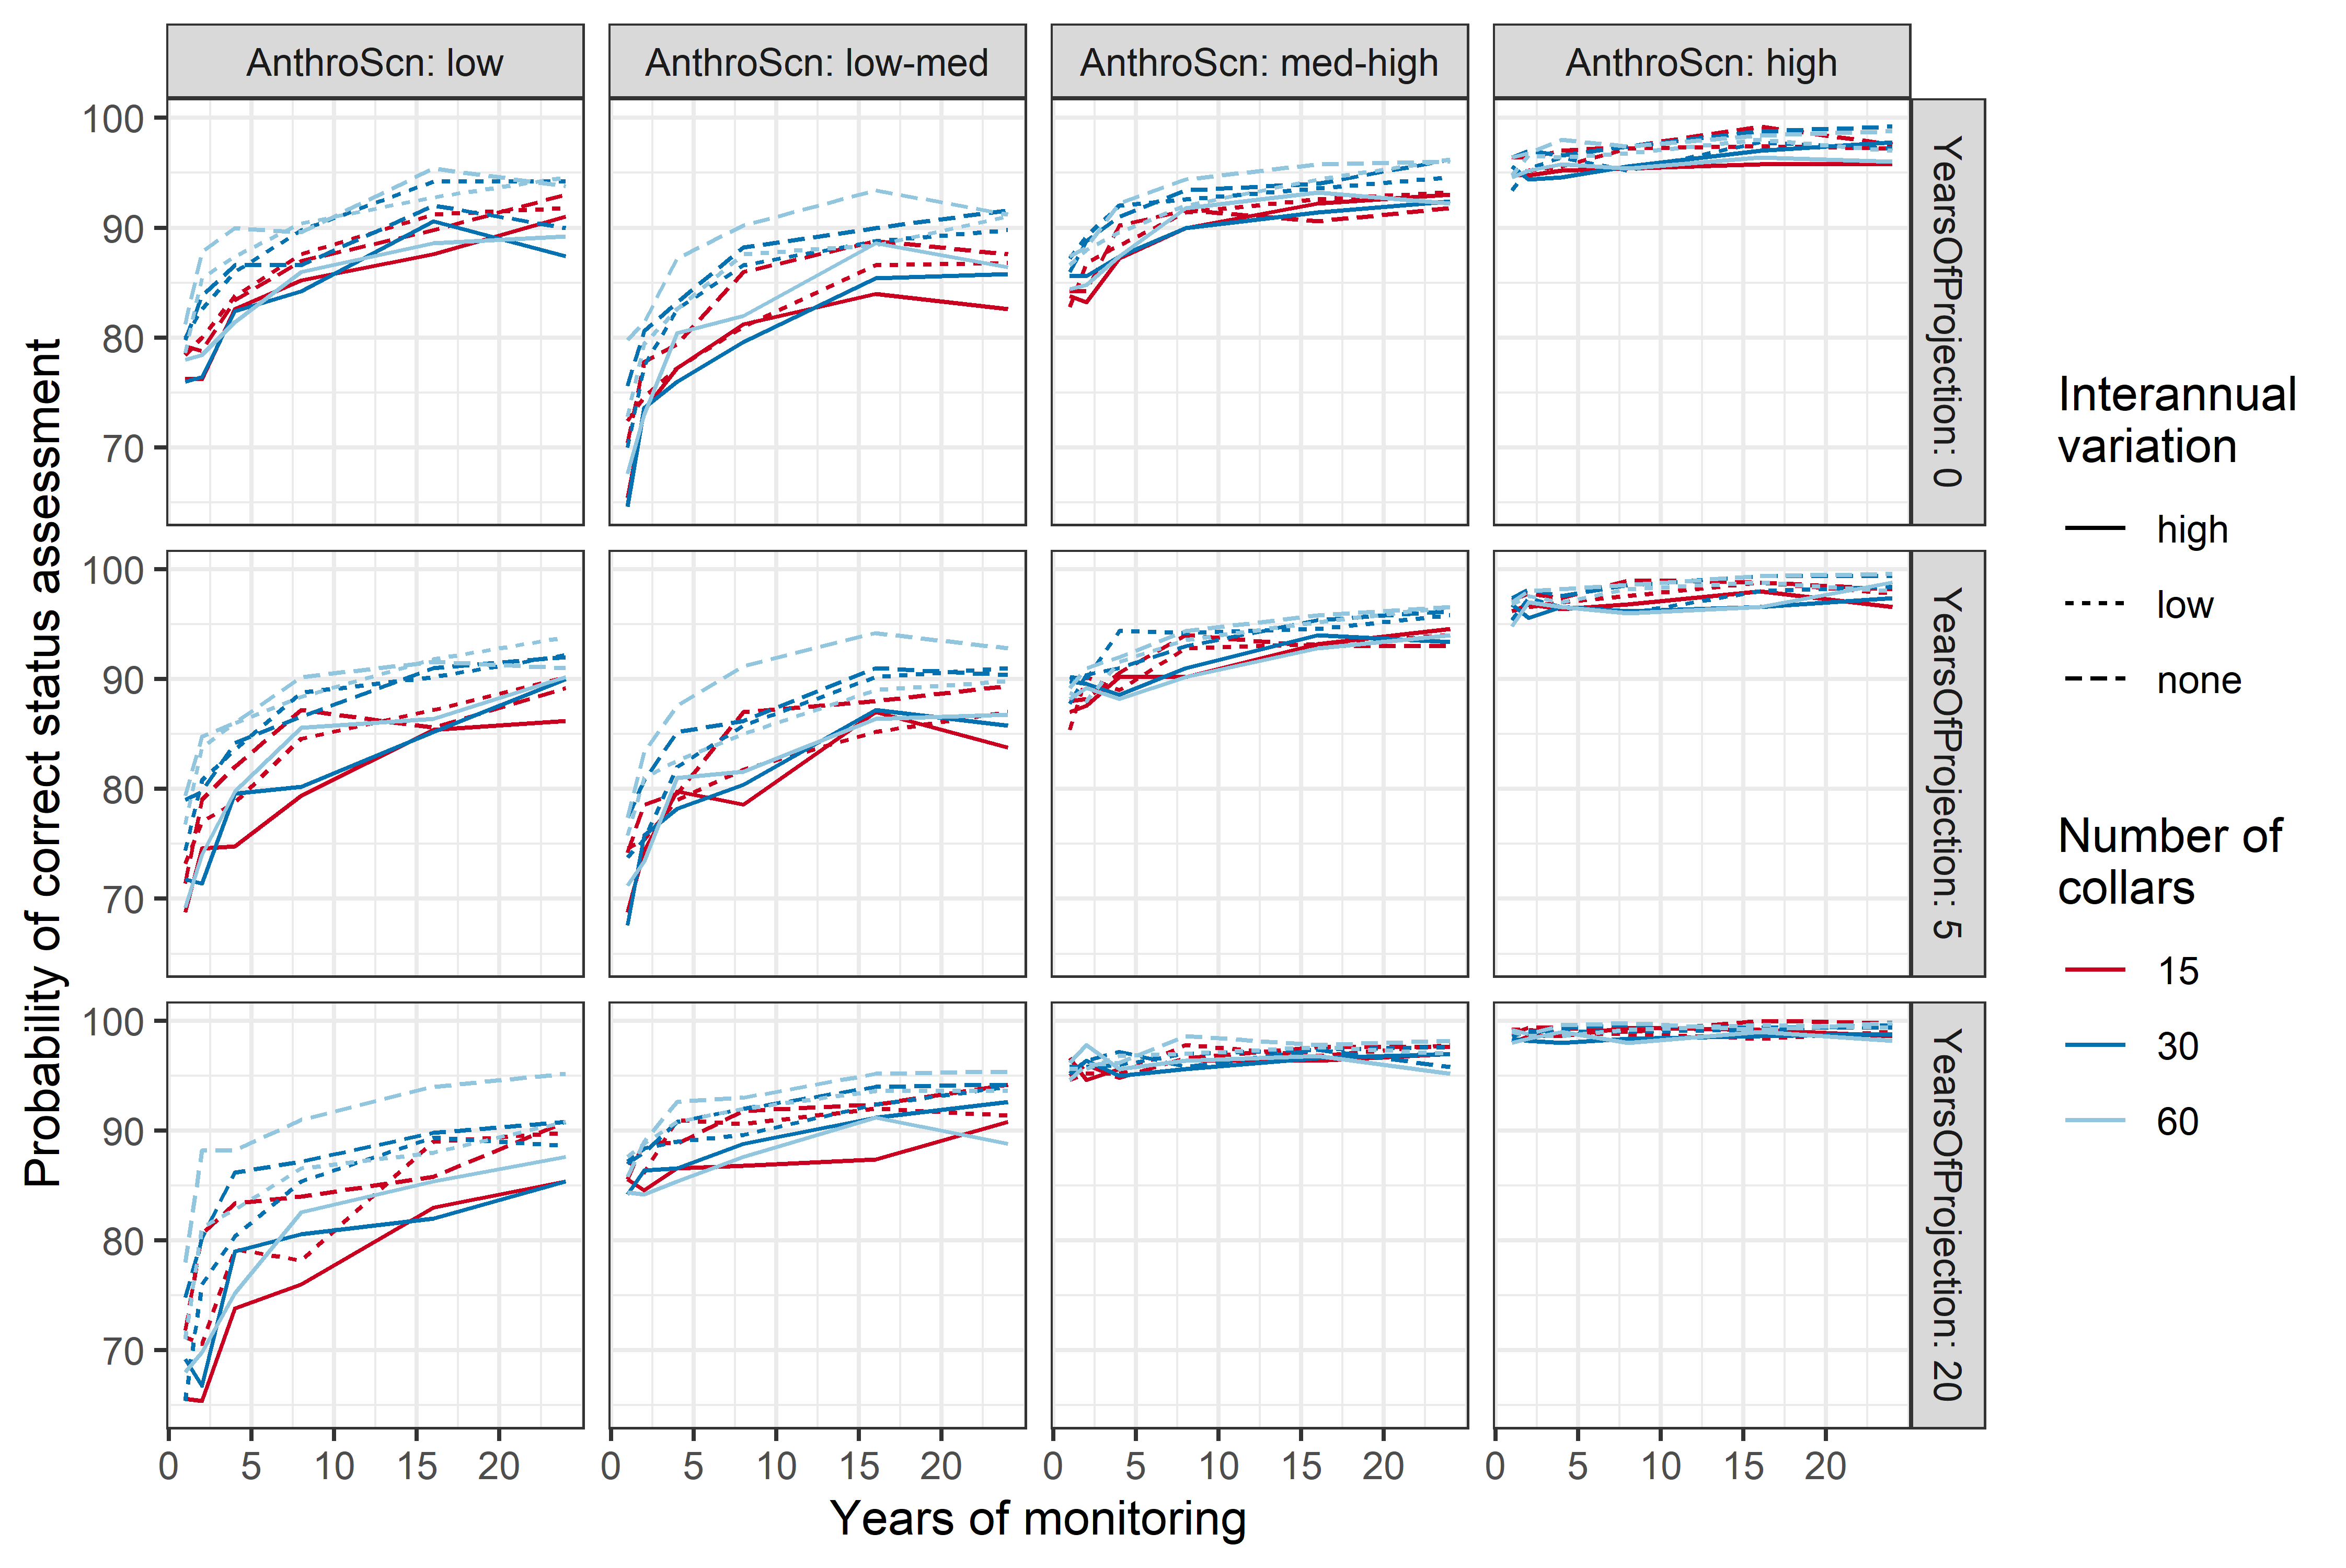 AnthroScn: low
AnthroScn: low-med
AnthroScn: med-high
AnthroScn: high
100
90
80
70
YearsOfProjection: 0
100
90
80
70
YearsOfProjection: 5
100
90
80
70
YearsOfProjection: 20
0 5 10 15 20
0 5 10 15 20
0 5 10 15 20
0 5 10 15 20
Years of monitoring
Probability of correct status assessment
Interannual
variation
high
low
none
Number of
collars
15
30
60